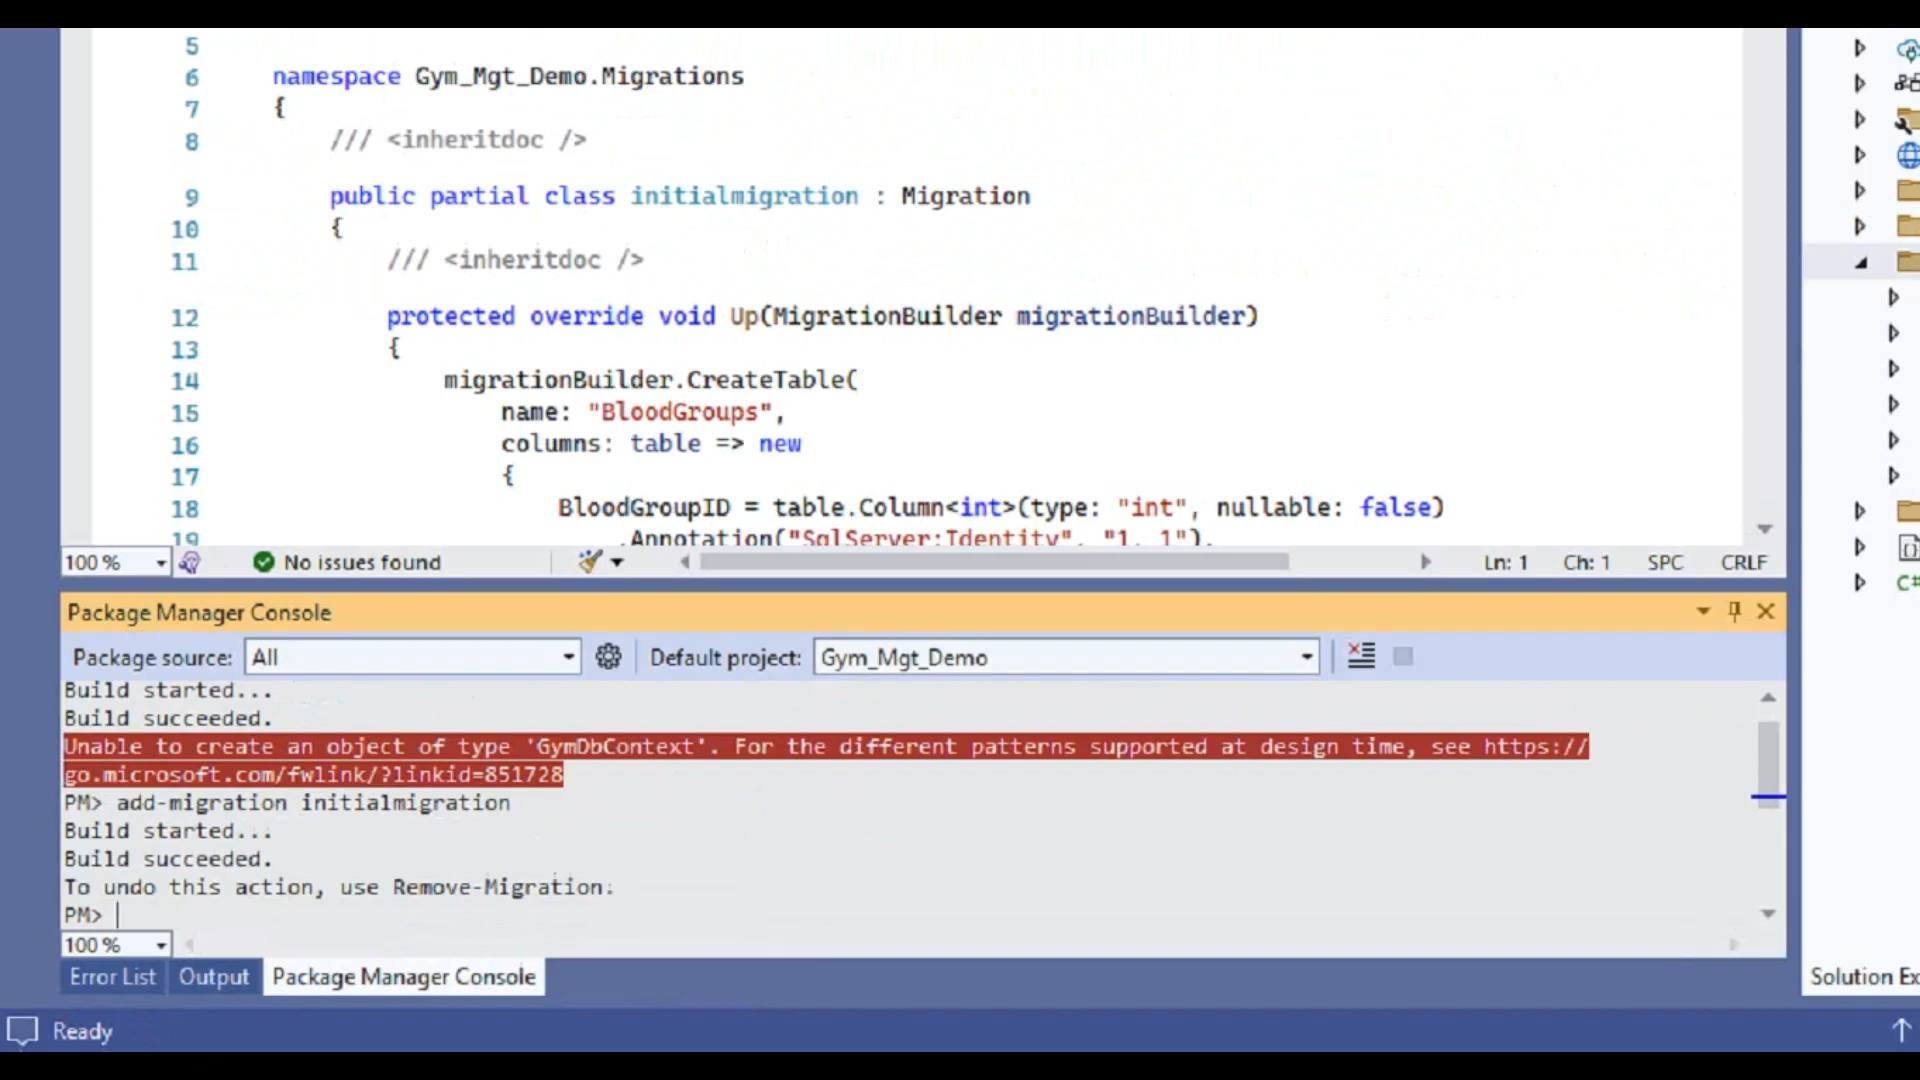 5
6 namespace Gym_Mgt_Demo.Migrations
7 {
8 /// <inheritdoc />
9 public partial class initialmigration : Migration
10 {
11 /// <inheritdoc />
12 protected override void Up(MigrationBuilder migrationBuilder)
13 {
14 migrationBuilder.CreateTable(
15 name: "BloodGroups",
16 columns: table => new
17 {
18 BloodGroupID = table.Column<int>(type: "int", nullable: false)
19 .Annotation("SqlServer:Identity", "1, 1"),
100 % No issues found Ln: 1 Ch: 1 SPC CRLF
Package Manager Console
Package source: All Default project: Gym_Mgt_Demo
Build started...
Build succeeded.
Unable to create an object of type 'GymDbContext'. For the different patterns supported at design time, see https://
go.microsoft.com/fwlink/?linkid=851728
PM> add-migration initialmigration
Build started...
Build succeeded.
To undo this action, use Remove-Migration.
PM>
100 %
Error List Output Package Manager Console
Solution Ex
Ready